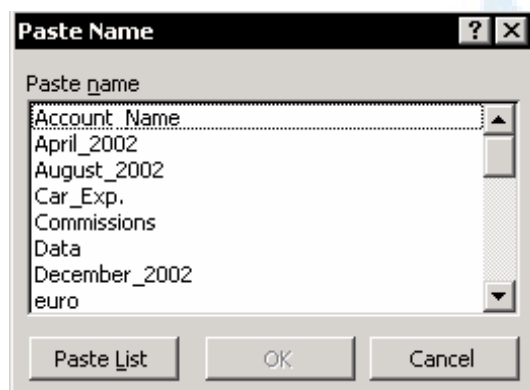 Paste Name
Paste name
Account_Name
April_2002
August_2002
Car_Exp.
Commissions
Data
December_2002
euro
Paste List OK Cancel